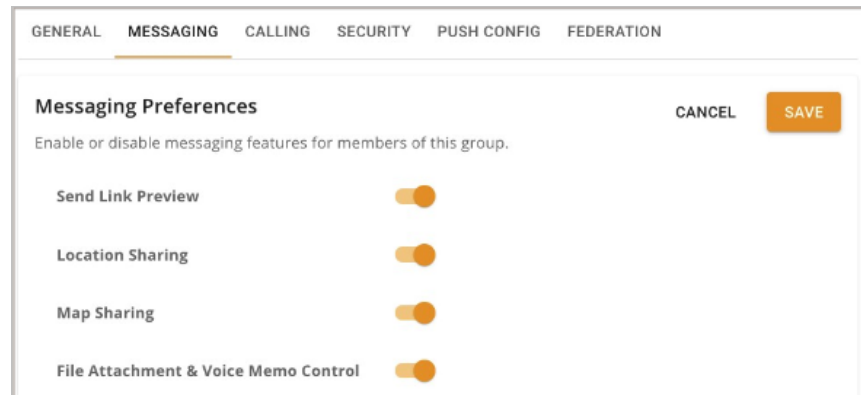 GENERAL MESSAGING CALLING SECURITY PUSH CONFIG FEDERATION
Messaging Preferences
CANCEL SAVE
Enable or disable messaging features for members of this group.
Send Link Preview
Location Sharing
Map Sharing
File Attachment & Voice Memo Control